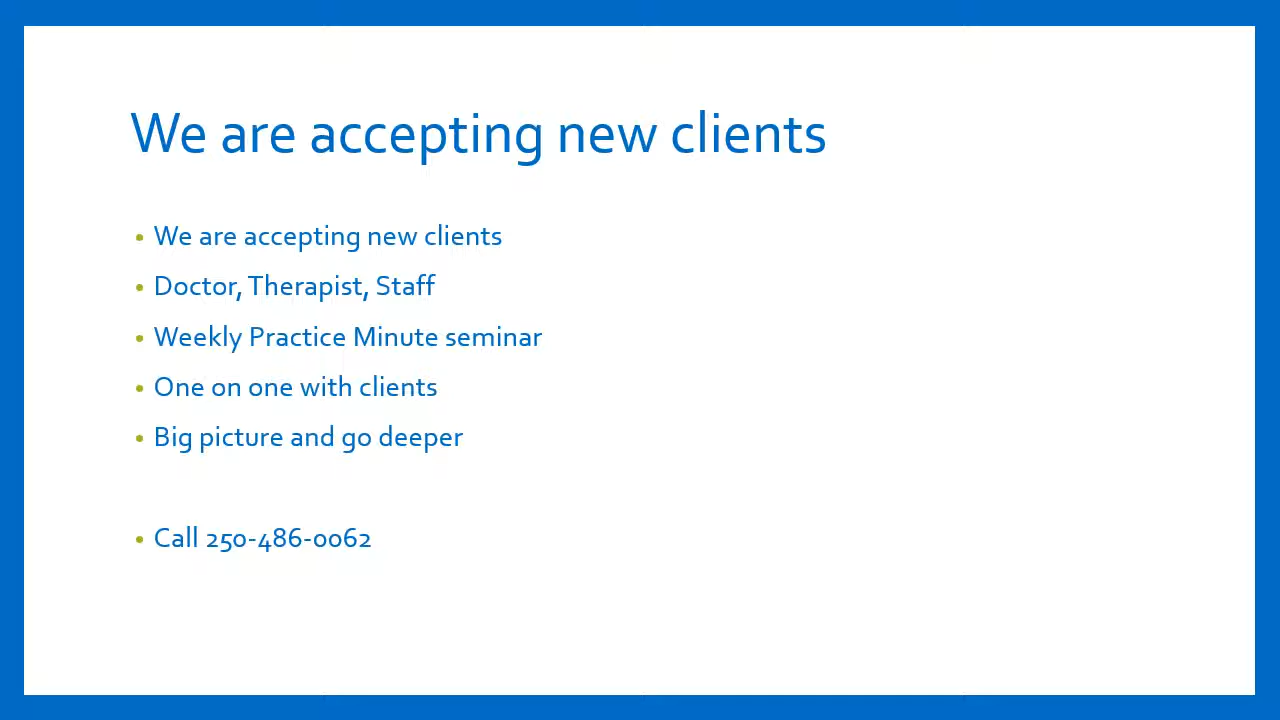 We are accepting new clients
• We are accepting new clients
• Doctor, Therapist, Staff
• Weekly Practice Minute seminar
• One on one with clients
• Big picture and go deeper
• Call 250-486-0062